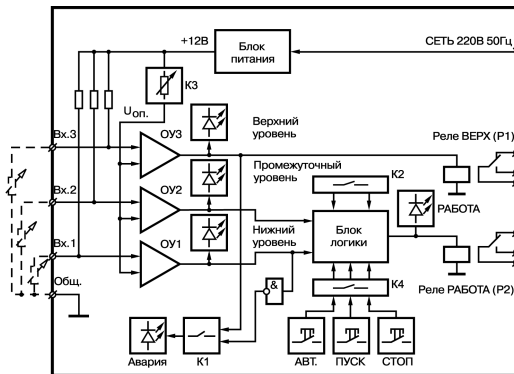 +12В
Блок
питания
СЕТЬ 220В 50Гц
К3
Uоп.
Вх.3
ОУ3
Верхний
уровень
Реле ВЕРХ (Р1)
Промежуточный
уровень
К2
Вх.2
ОУ2
РАБОТА
Нижний
уровень
Блок
логики
Вх.1
ОУ1
Общ.
&
К4
Реле РАБОТА (Р2)
Авария
К1
АВТ.
ПУСК
СТОП